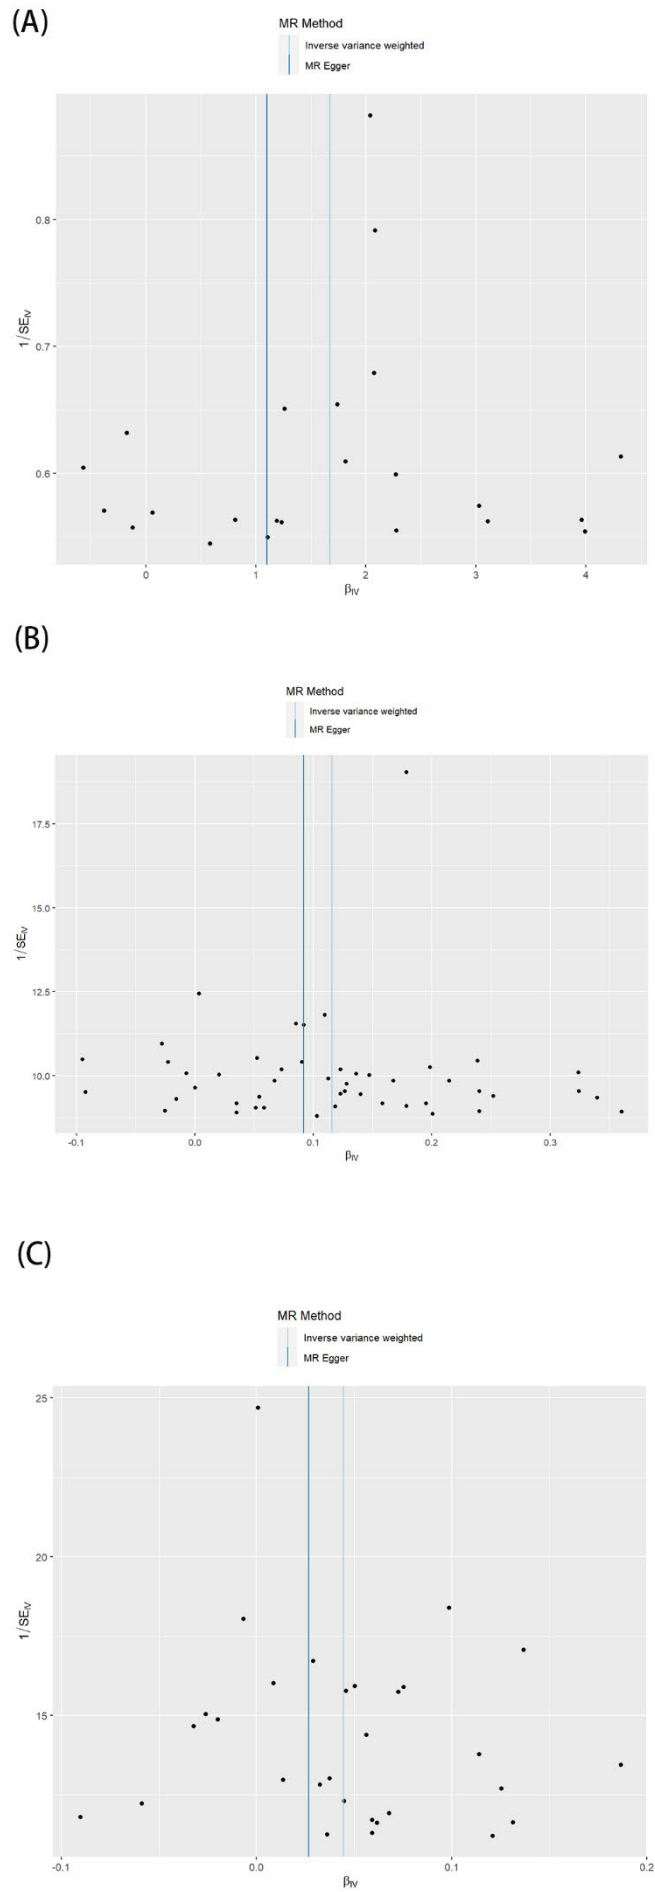 (A)
MR Method
Inverse variance weighted
MR Egger
0.8
0.7
0.6
1/SE_IV
0 1 2 3 4
β_IV
(B)
MR Method
Inverse variance weighted
MR Egger
17.5
15.0
12.5
10.0
1/SE_IV
-0.1 0.0 0.1 0.2 0.3
β_IV
(C)
MR Method
Inverse variance weighted
MR Egger
25
20
15
1/SE_IV
-0.1 0.0 0.1 0.2
β_IV